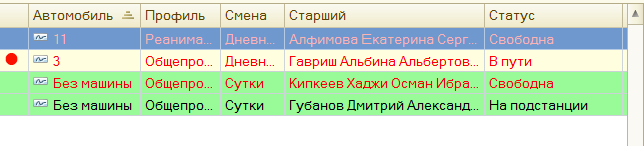 Автомобиль Профиль Смена Старший Статус
11 Реанима... Дневн... Алфимова Екатерина Серг... Свободна
3 Общепро... Дневн... Гавриш Альбина Альбертов... В пути
Без машины Общепро... Сутки Кипкеев Хаджи Осман Ибра... Свободна
Без машины Общепро... Сутки Губанов Дмитрий Александ... На подстанции